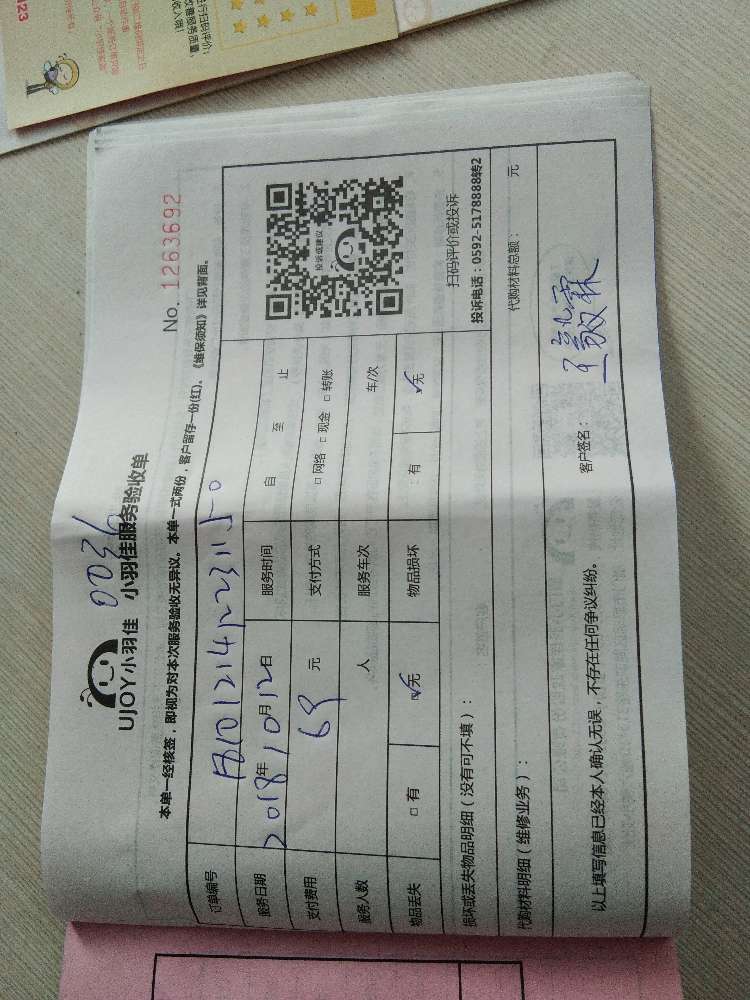 No. 1263692
0036
UJOY小羽佳 小羽佳服务验收单
本单一经核签，即视为对本次服务验收无异议。本单一式两份，客户留存一份(红)。《维保须知》详见背面。
订单编号
服务日期 2018年10月12日 服务时间 自 至 止
支付费用 69 元 支付方式 □网络 □现金 □转账
服务人数 人 服务车次 车/次
物品丢失 □有 ☑无 物品损坏 □有 ☑无
投诉或建议
扫码评价或投诉
投诉电话：0592-5178888转2
损坏或丢失物品明细（没有可不填）：
代购材料明细（维修业务）： 代购材料总额： 元
以上填写信息已经本人确认无误，不存在任何争议纠纷。 客户签名：